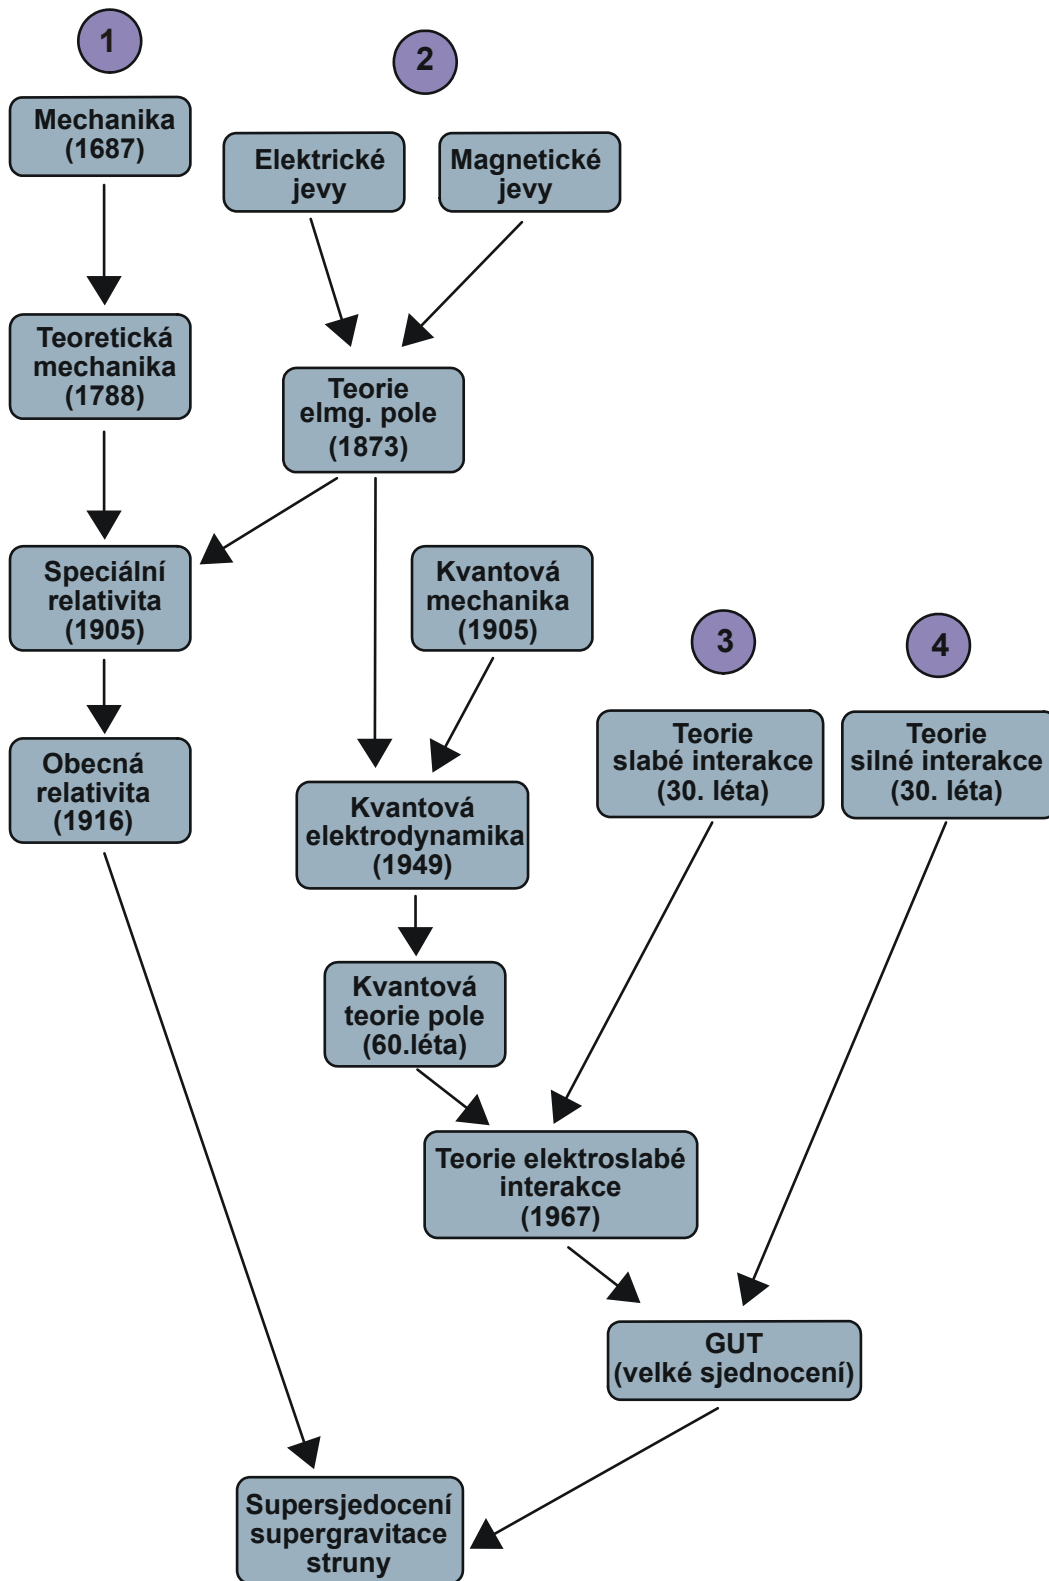 1
2
Mechanika
(1687)
Elektrické
jevy
Magnetické
jevy
Teoretická
mechanika
(1788)
Teorie
elmg. pole
(1873)
Speciální
relativita
(1905)
Kvantová
mechanika
(1905)
3
4
Obecná
relativita
(1916)
Teorie
slabé interakce
(30. léta)
Teorie
silné interakce
(30. léta)
Kvantová
elektrodynamika
(1949)
Kvantová
teorie pole
(60.léta)
Teorie elektroslabé
interakce
(1967)
GUT
(velké sjednocení)
Supersjedocení
supergravitace
struny